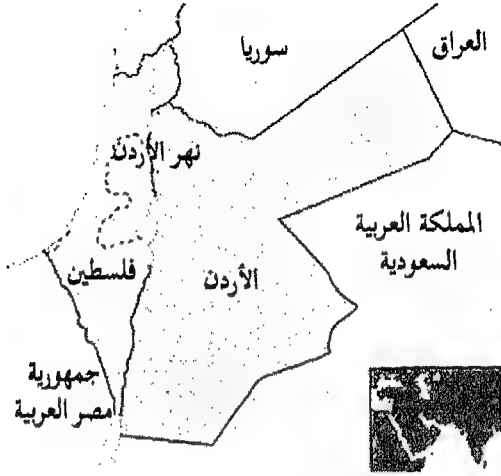 سوريا
العراق
نهر الأردن
المملكة العربية
السعودية
فلسطين
الأردن
جمهورية
مصر العربية